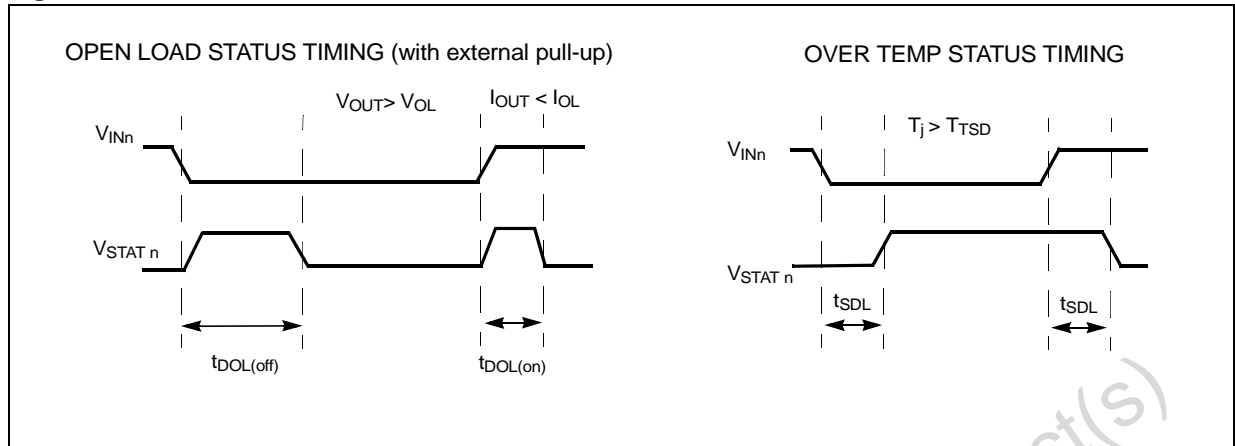 OPEN LOAD STATUS TIMING (with external pull-up)
VOUT> VOL
IOUT < IOL
VINn
VSTAT n
tDOL(off)
tDOL(on)
OVER TEMP STATUS TIMING
Tj > TTSD
VINn
VSTAT n
tSDL
tSDL